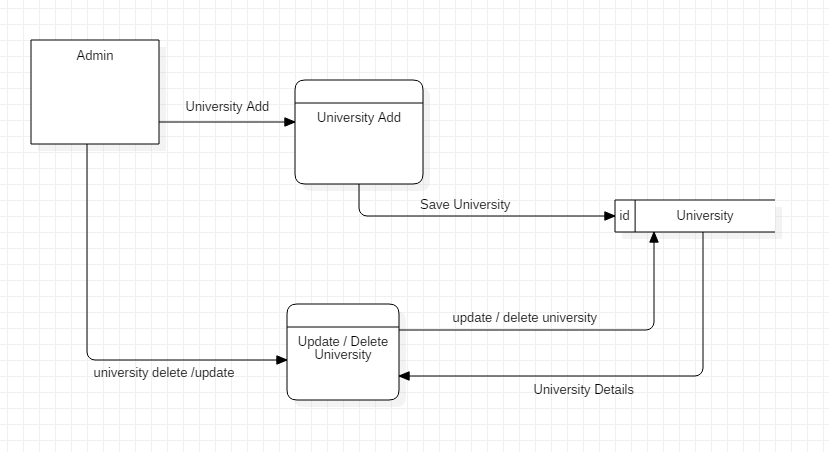 Admin
University Add
University Add
Save University
id
University
update / delete university
Update / Delete
University
university delete /update
University Details